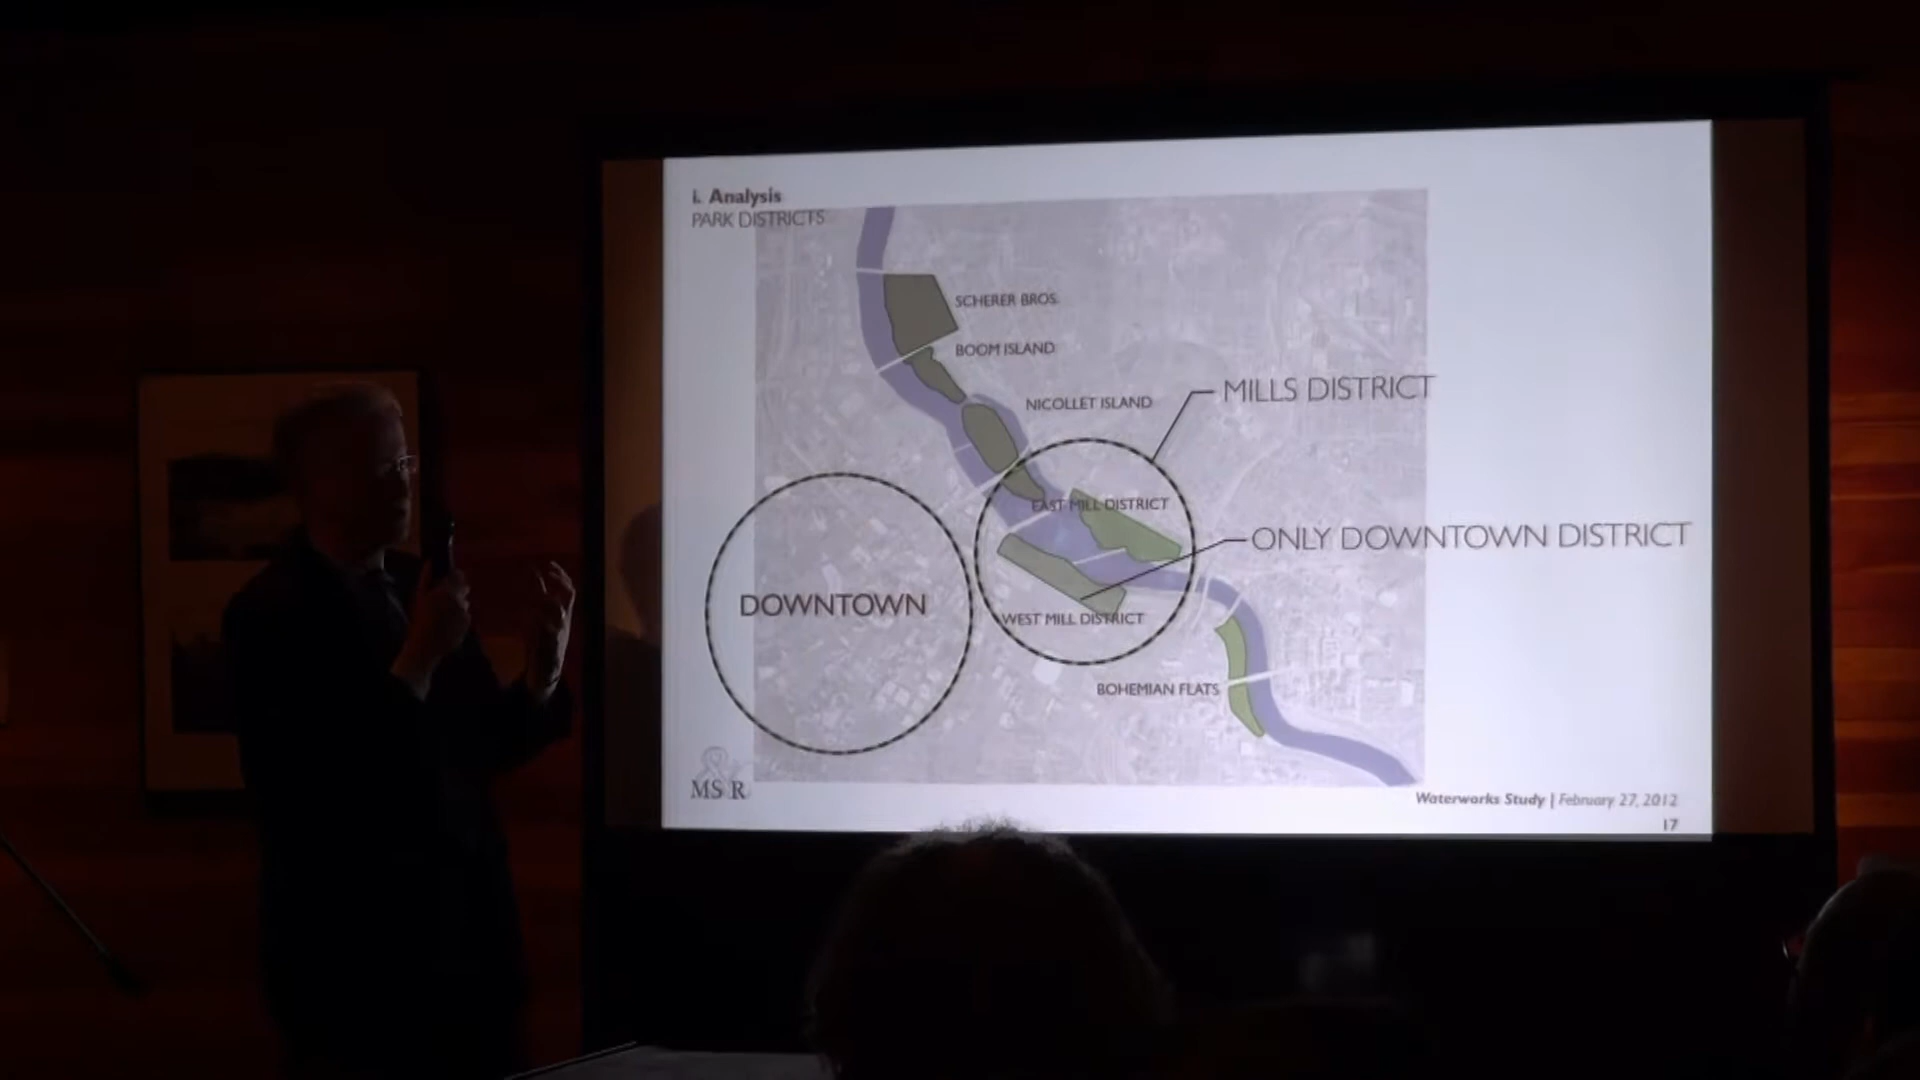 i. Analysis
PARK DISTRICTS
SCHERER BROS.
BOOM ISLAND
NICOLLET ISLAND
MILLS DISTRICT
EAST MILL DISTRICT
ONLY DOWNTOWN DISTRICT
DOWNTOWN
WEST MILL DISTRICT
BOHEMIAN FLATS
MS&R
Waterworks Study | February 27, 2012
17